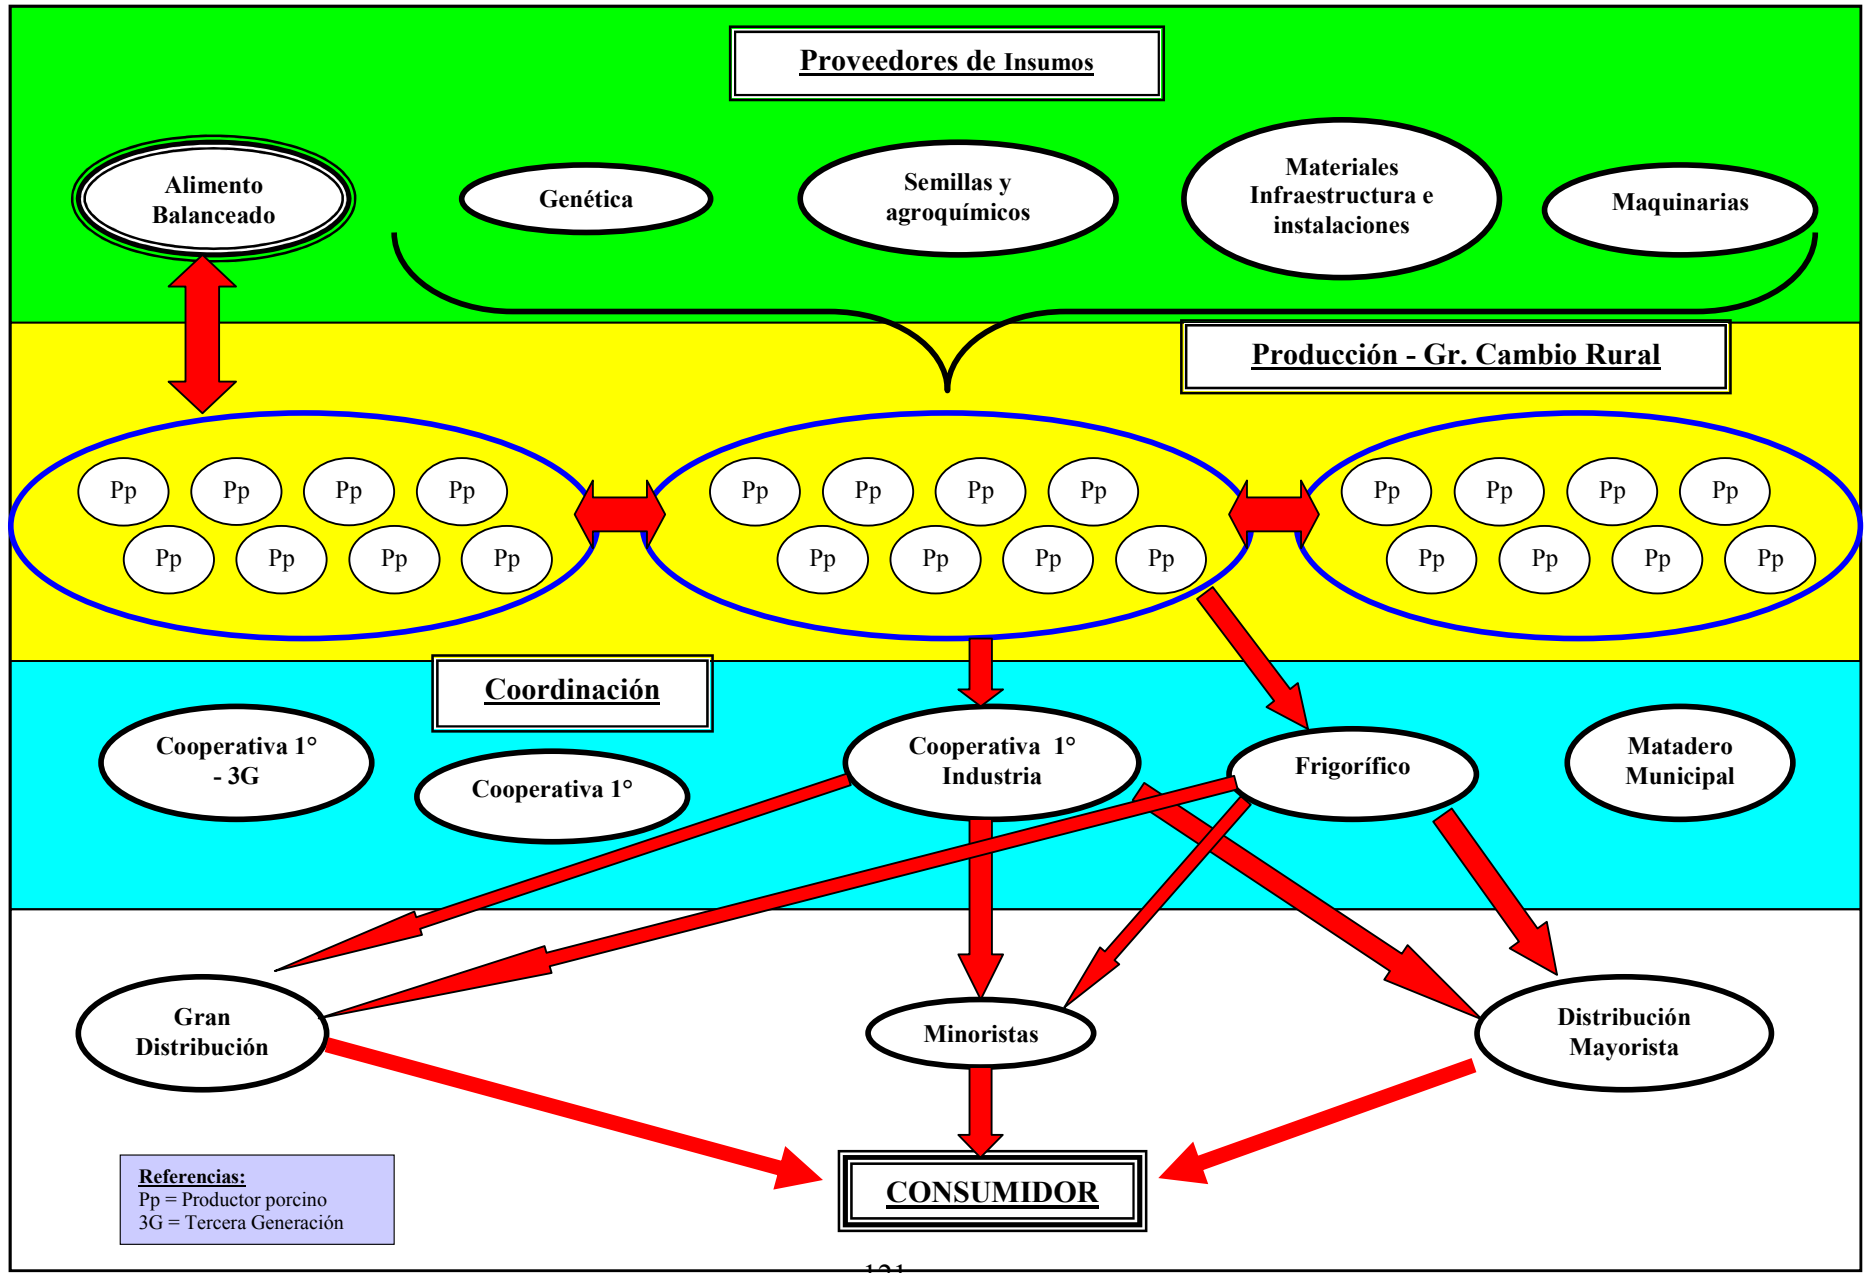 Proveedores de Insumos
Alimento
Balanceado
Genética
Semillas y
agroquímicos
Materiales
Infraestructura e
instalaciones
Maquinarias
Producción - Gr. Cambio Rural
Pp Pp Pp Pp
Pp Pp Pp Pp
Pp Pp Pp Pp
Pp Pp Pp Pp
Pp Pp Pp Pp
Pp Pp Pp Pp
Coordinación
Cooperativa 1°
- 3G
Cooperativa 1°
Cooperativa 1°
Industria
Frigorífico
Matadero
Municipal
Gran
Distribución
Minoristas
Distribución
Mayorista
CONSUMIDOR
Referencias:
Pp = Productor porcino
3G = Tercera Generación